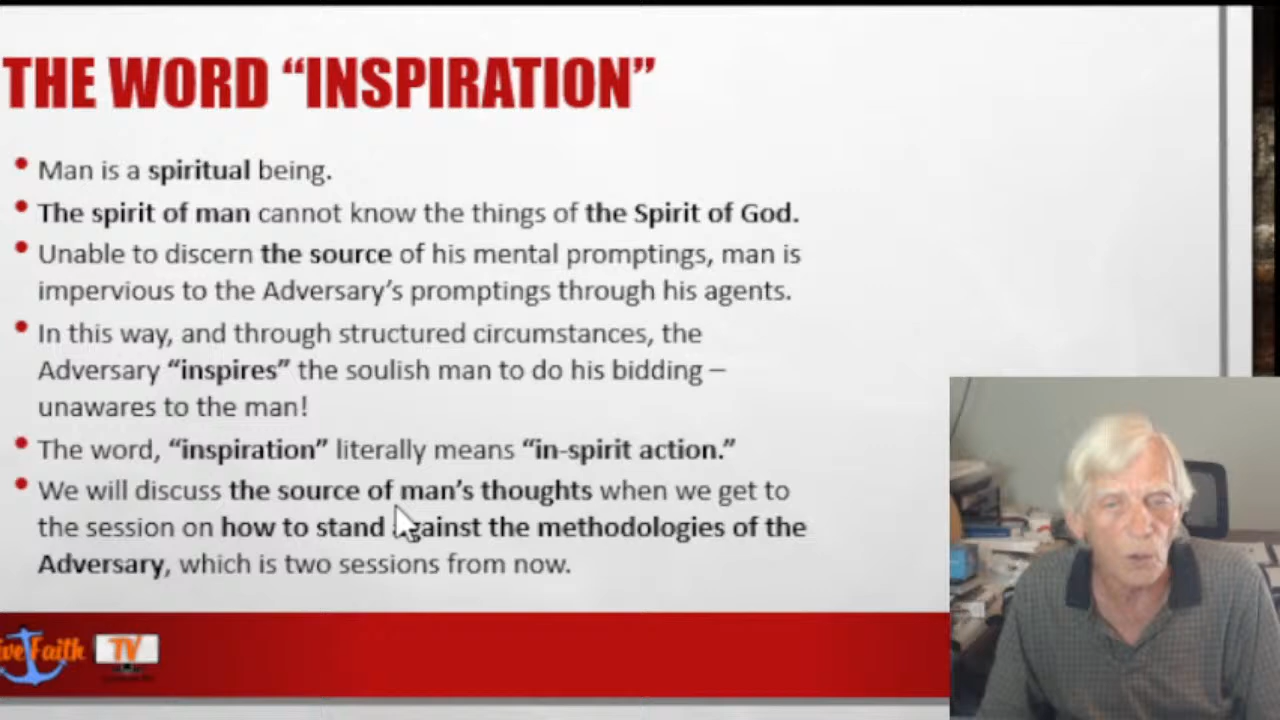 THE WORD “INSPIRATION”
• Man is a spiritual being.
• The spirit of man cannot know the things of the Spirit of God.
• Unable to discern the source of his mental promptings, man is
impervious to the Adversary’s promptings through his agents.
• In this way, and through structured circumstances, the
Adversary “inspires” the soulish man to do his bidding –
unawares to the man!
• The word, “inspiration” literally means “in-spirit action.”
• We will discuss the source of man’s thoughts when we get to
the session on how to stand against the methodologies of the
Adversary, which is two sessions from now.
Faith TV